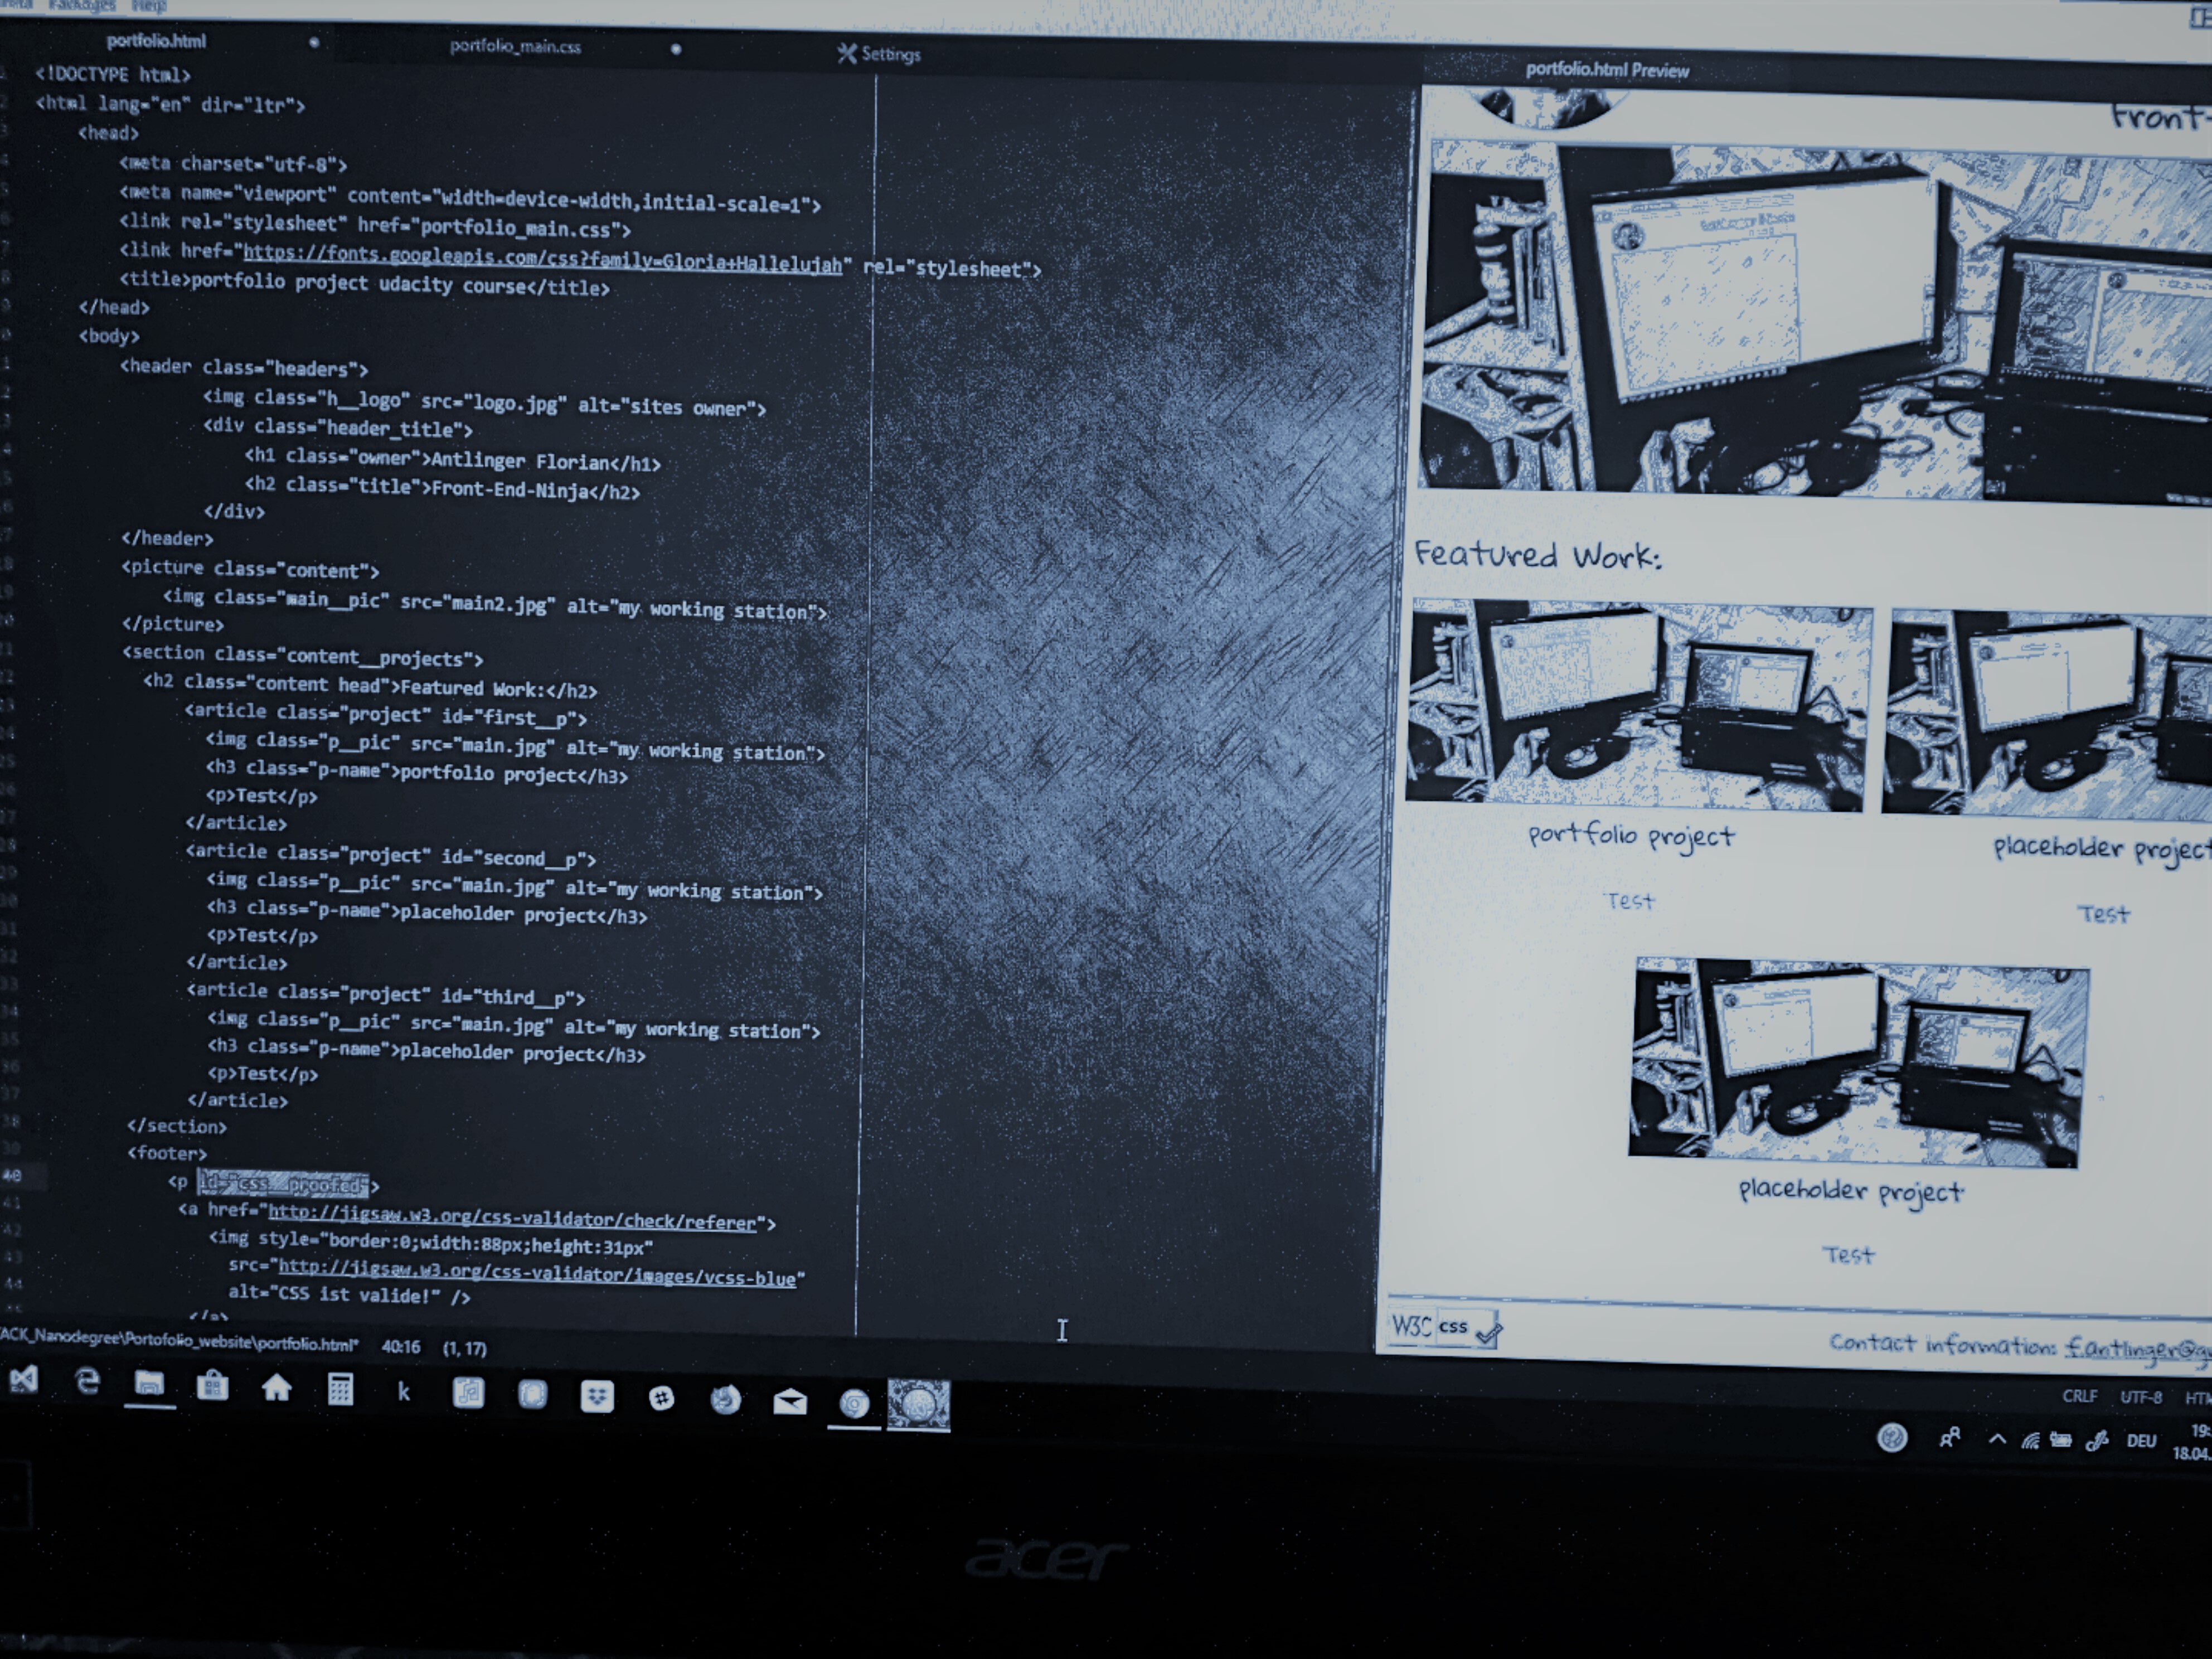 Packages Help
portfolio.html
portfolio_main.css
Settings
<!DOCTYPE html>
<html lang="en" dir="ltr">
<head>
<meta charset="utf-8">
<meta name="viewport" content="width=device-width,initial-scale=1">
<link rel="stylesheet" href="portfolio_main.css">
<link href="https://fonts.googleapis.com/css?family=Gloria+Hallelujah" rel="stylesheet">
<title>portfolio project udacity course</title>
</head>
<body>
<header class="headers">
<img class="h__logo" src="logo.jpg" alt="sites owner">
<div class="header_title">
<h1 class="owner">Antlinger Florian</h1>
<h2 class="title">Front-End-Ninja</h2>
</div>
</header>
<picture class="content">
<img class="main__pic" src="main2.jpg" alt="my working station">
</picture>
<section class="content__projects">
<h2 class="content head">Featured Work:</h2>
<article class="project" id="first__p">
<img class="p__pic" src="main.jpg" alt="my working station">
<h3 class="p-name">portfolio project</h3>
<p>Test</p>
</article>
<article class="project" id="second__p">
<img class="p__pic" src="main.jpg" alt="my working station">
<h3 class="p-name">placeholder project</h3>
<p>Test</p>
</article>
<article class="project" id="third__p">
<img class="p__pic" src="main.jpg" alt="my working station">
<h3 class="p-name">placeholder project</h3>
<p>Test</p>
</article>
</section>
<footer>
40 <p id="css__proofed">
41 <a href="http://jigsaw.w3.org/css-validator/check/referer">
42 <img style="border:0;width:88px;height:31px"
43 src="http://jigsaw.w3.org/css-validator/images/vcss-blue"
44 alt="CSS ist valide!" />
</a>
ACK_Nanodegree\Portofolio_website\portfolio.html* 40:16 (1, 17)
portfolio.html Preview
Front-
Featured Work:
portfolio project
placeholder project
Test
Test
placeholder project
Test
W3C css
Contact information: f.antlinger@g
CRLF UTF-8
k
DEU
19:
18.04.
acer